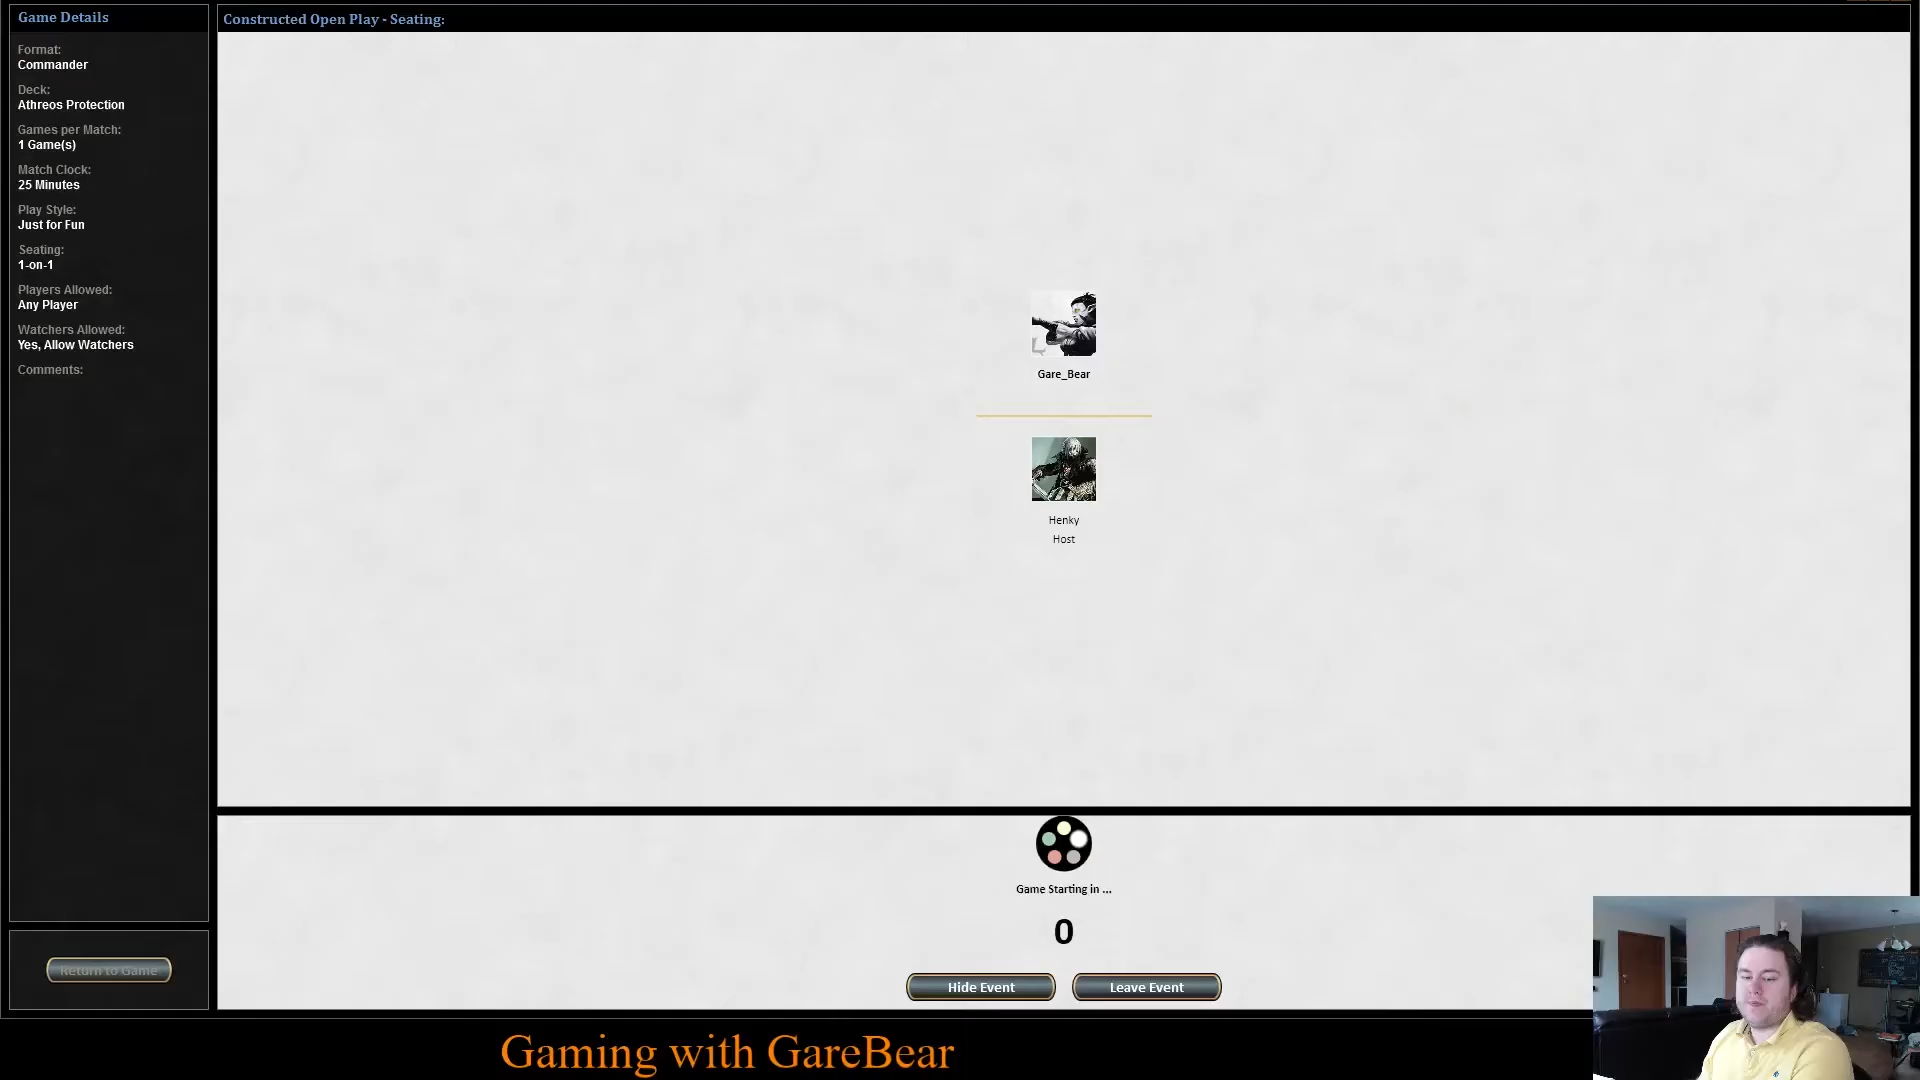 Game Details
Format:
Commander
Deck:
Athreos Protection
Games per Match:
1 Game(s)
Match Clock:
25 Minutes
Play Style:
Just for Fun
Seating:
1-on-1
Players Allowed:
Any Player
Watchers Allowed:
Yes, Allow Watchers
Comments:
Return to Game
Constructed Open Play - Seating:
Gare_Bear
Henky
Host
Game Starting in ...
0
Hide Event
Leave Event
Gaming with GareBear